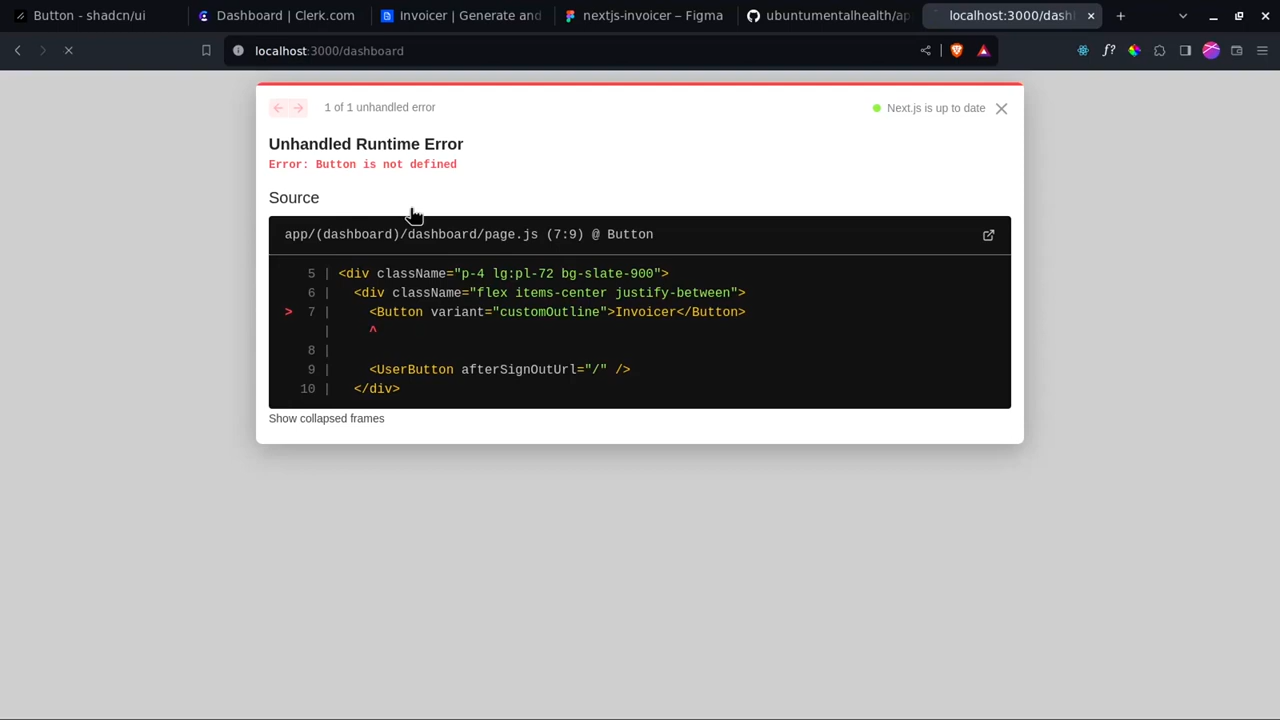 Button - shadcn/ui
Dashboard | Clerk.com
Invoicer | Generate and
nextjs-invoicer – Figma
ubuntumentalhealth/ap
localhost:3000/dash
localhost:3000/dashboard
1 of 1 unhandled error
Next.js is up to date
Unhandled Runtime Error
Error: Button is not defined
Source
app/(dashboard)/dashboard/page.js (7:9) @ Button
5 | <div className="p-4 lg:pl-72 bg-slate-900">
6 | <div className="flex items-center justify-between">
> 7 | <Button variant="customOutline">Invoicer</Button>
| ^
8 |
9 | <UserButton afterSignOutUrl="/" />
10 | </div>
Show collapsed frames